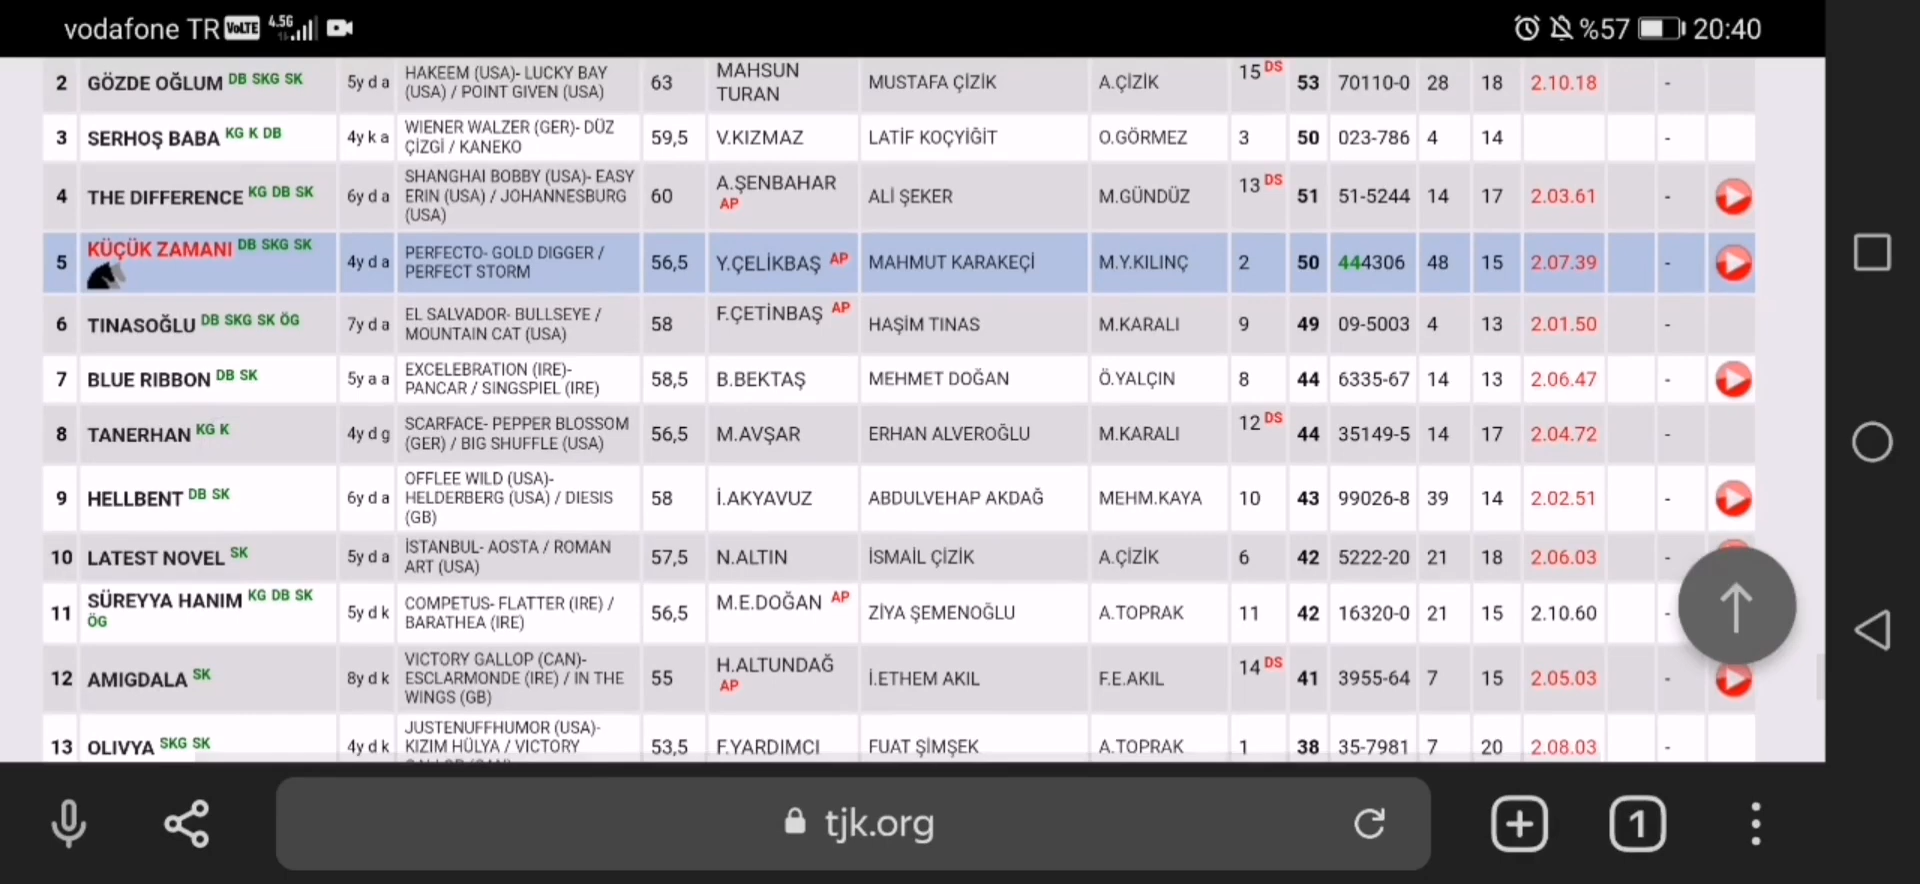 vodafone TR VoLTE 4.5G %57 20:40
2 GÖZDE OĞLUM DB SKG SK 5y d a HAKEEM (USA)- LUCKY BAY (USA) / POINT GIVEN (USA) 63 MAHSUN TURAN MUSTAFA ÇİZİK A.ÇİZİK 15 DS 53 70110-0 28 18 2.10.18 -
3 SERHOŞ BABA KG K DB 4y k a WIENER WALZER (GER)- DÜZ ÇİZGİ / KANEKO 59,5 V.KIZMAZ LATİF KOÇYİĞİT O.GÖRMEZ 3 50 023-786 4 14 -
4 THE DIFFERENCE KG DB SK 6y d a SHANGHAI BOBBY (USA)- EASY ERIN (USA) / JOHANNESBURG (USA) 60 A.ŞENBAHAR AP ALİ ŞEKER M.GÜNDÜZ 13 DS 51 51-5244 14 17 2.03.61 -
5 KÜÇÜK ZAMANI DB SKG SK 4y d a PERFECTO- GOLD DIGGER / PERFECT STORM 56,5 Y.ÇELİKBAŞ AP MAHMUT KARAKEÇİ M.Y.KILINÇ 2 50 444306 48 15 2.07.39 -
6 TINASOĞLU DB SKG SK ÖG 7y d a EL SALVADOR- BULLSEYE / MOUNTAIN CAT (USA) 58 F.ÇETİNBAŞ AP HAŞİM TINAS M.KARALI 9 49 09-5003 4 13 2.01.50 -
7 BLUE RIBBON DB SK 5y a a EXCELEBRATION (IRE)- PANCAR / SINGSPIEL (IRE) 58,5 B.BEKTAŞ MEHMET DOĞAN Ö.YALÇIN 8 44 6335-67 14 13 2.06.47 -
8 TANERHAN KG K 4y d g SCARFACE- PEPPER BLOSSOM (GER) / BIG SHUFFLE (USA) 56,5 M.AVŞAR ERHAN ALVEROĞLU M.KARALI 12 DS 44 35149-5 14 17 2.04.72 -
9 HELLBENT DB SK 6y d a OFFLEE WILD (USA)- HELDERBERG (USA) / DIESIS (GB) 58 İ.AKYAVUZ ABDULVEHAP AKDAĞ MEHM.KAYA 10 43 99026-8 39 14 2.02.51 -
10 LATEST NOVEL SK 5y d a İSTANBUL- AOSTA / ROMAN ART (USA) 57,5 N.ALTIN İSMAİL ÇİZİK A.ÇİZİK 6 42 5222-20 21 18 2.06.03 -
11 SÜREYYA HANIM KG DB SK ÖG 5y d k COMPETUS- FLATTER (IRE) / BARATHEA (IRE) 56,5 M.E.DOĞAN AP ZİYA ŞEMENOĞLU A.TOPRAK 11 42 16320-0 21 15 2.10.60 -
12 AMIGDALA SK 8y d k VICTORY GALLOP (CAN)- ESCLARMONDE (IRE) / IN THE WINGS (GB) 55 H.ALTUNDAĞ AP İ.ETHEM AKIL F.E.AKIL 14 DS 41 3955-64 7 15 2.05.03 -
13 OLIVYA SKG SK 4y d k JUSTENUFFHUMOR (USA)- KIZIM HÜLYA / VICTORY 53,5 F.YARDIMCI FUAT ŞİMŞEK A.TOPRAK 1 38 35-7981 7 20 2.08.03 -
tjk.org 1